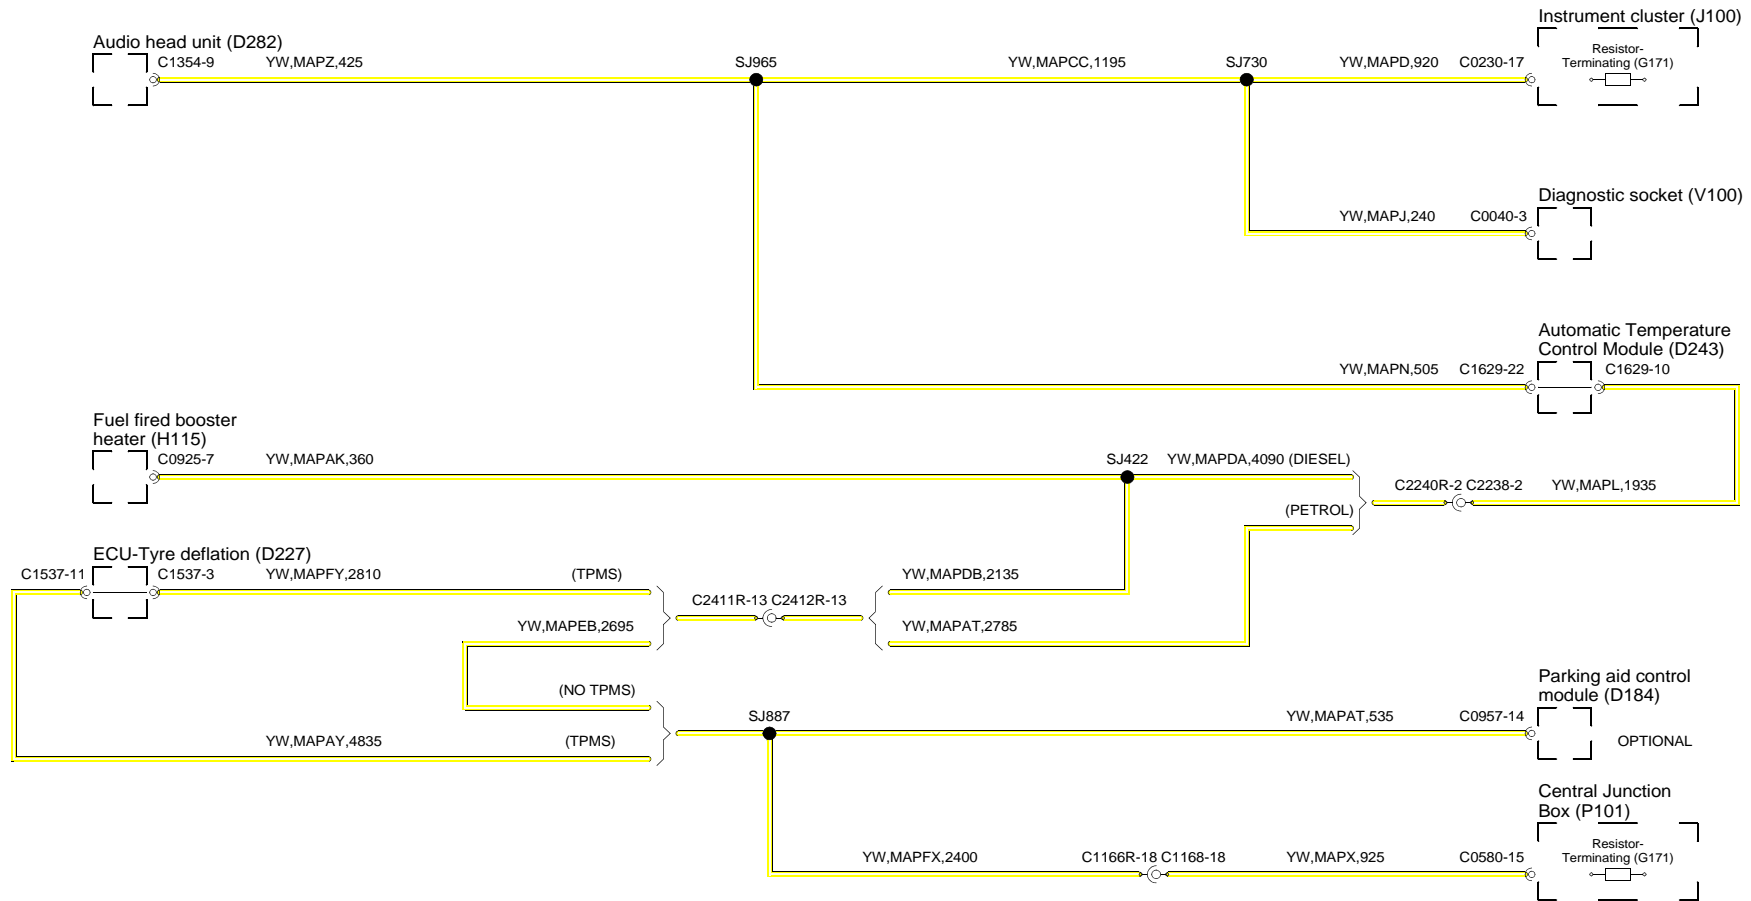 Instrument cluster (J100)
Audio head unit (D282)
C1354-9 YW,MAPZ,425 SJ965 YW,MAPCC,1195 SJ730 YW,MAPD,920 C0230-17
Resistor-
Terminating (G171)
Diagnostic socket (V100)
YW,MAPJ,240 C0040-3
Automatic Temperature
Control Module (D243)
YW,MAPN,505 C1629-22 C1629-10
Fuel fired booster
heater (H115)
C0925-7 YW,MAPAK,360 SJ422 YW,MAPDA,4090 (DIESEL)
C2240R-2 C2238-2 YW,MAPL,1935
(PETROL)
ECU-Tyre deflation (D227)
C1537-11 C1537-3 YW,MAPFY,2810 (TPMS) YW,MAPDB,2135
C2411R-13 C2412R-13
YW,MAPEB,2695 YW,MAPAT,2785
(NO TPMS)
Parking aid control
module (D184)
SJ887 YW,MAPAT,535 C0957-14
YW,MAPAY,4835 (TPMS) OPTIONAL
Central Junction
Box (P101)
Resistor-
Terminating (G171)
YW,MAPFX,2400 C1166R-18 C1168-18 YW,MAPX,925 C0580-15